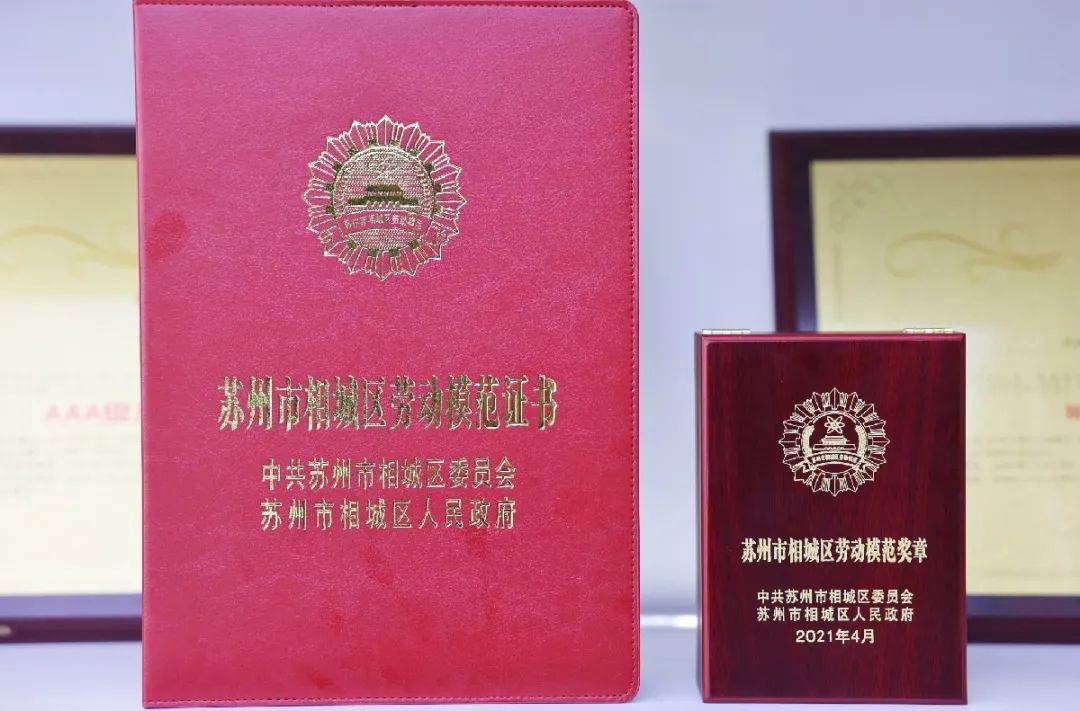 苏州市相城区劳动模范证书
中共苏州市相城区委员会
苏州市相城区人民政府
苏州市相城区劳动模范奖章
中共苏州市相城区委员会
苏州市相城区人民政府
2021年4月
AAA